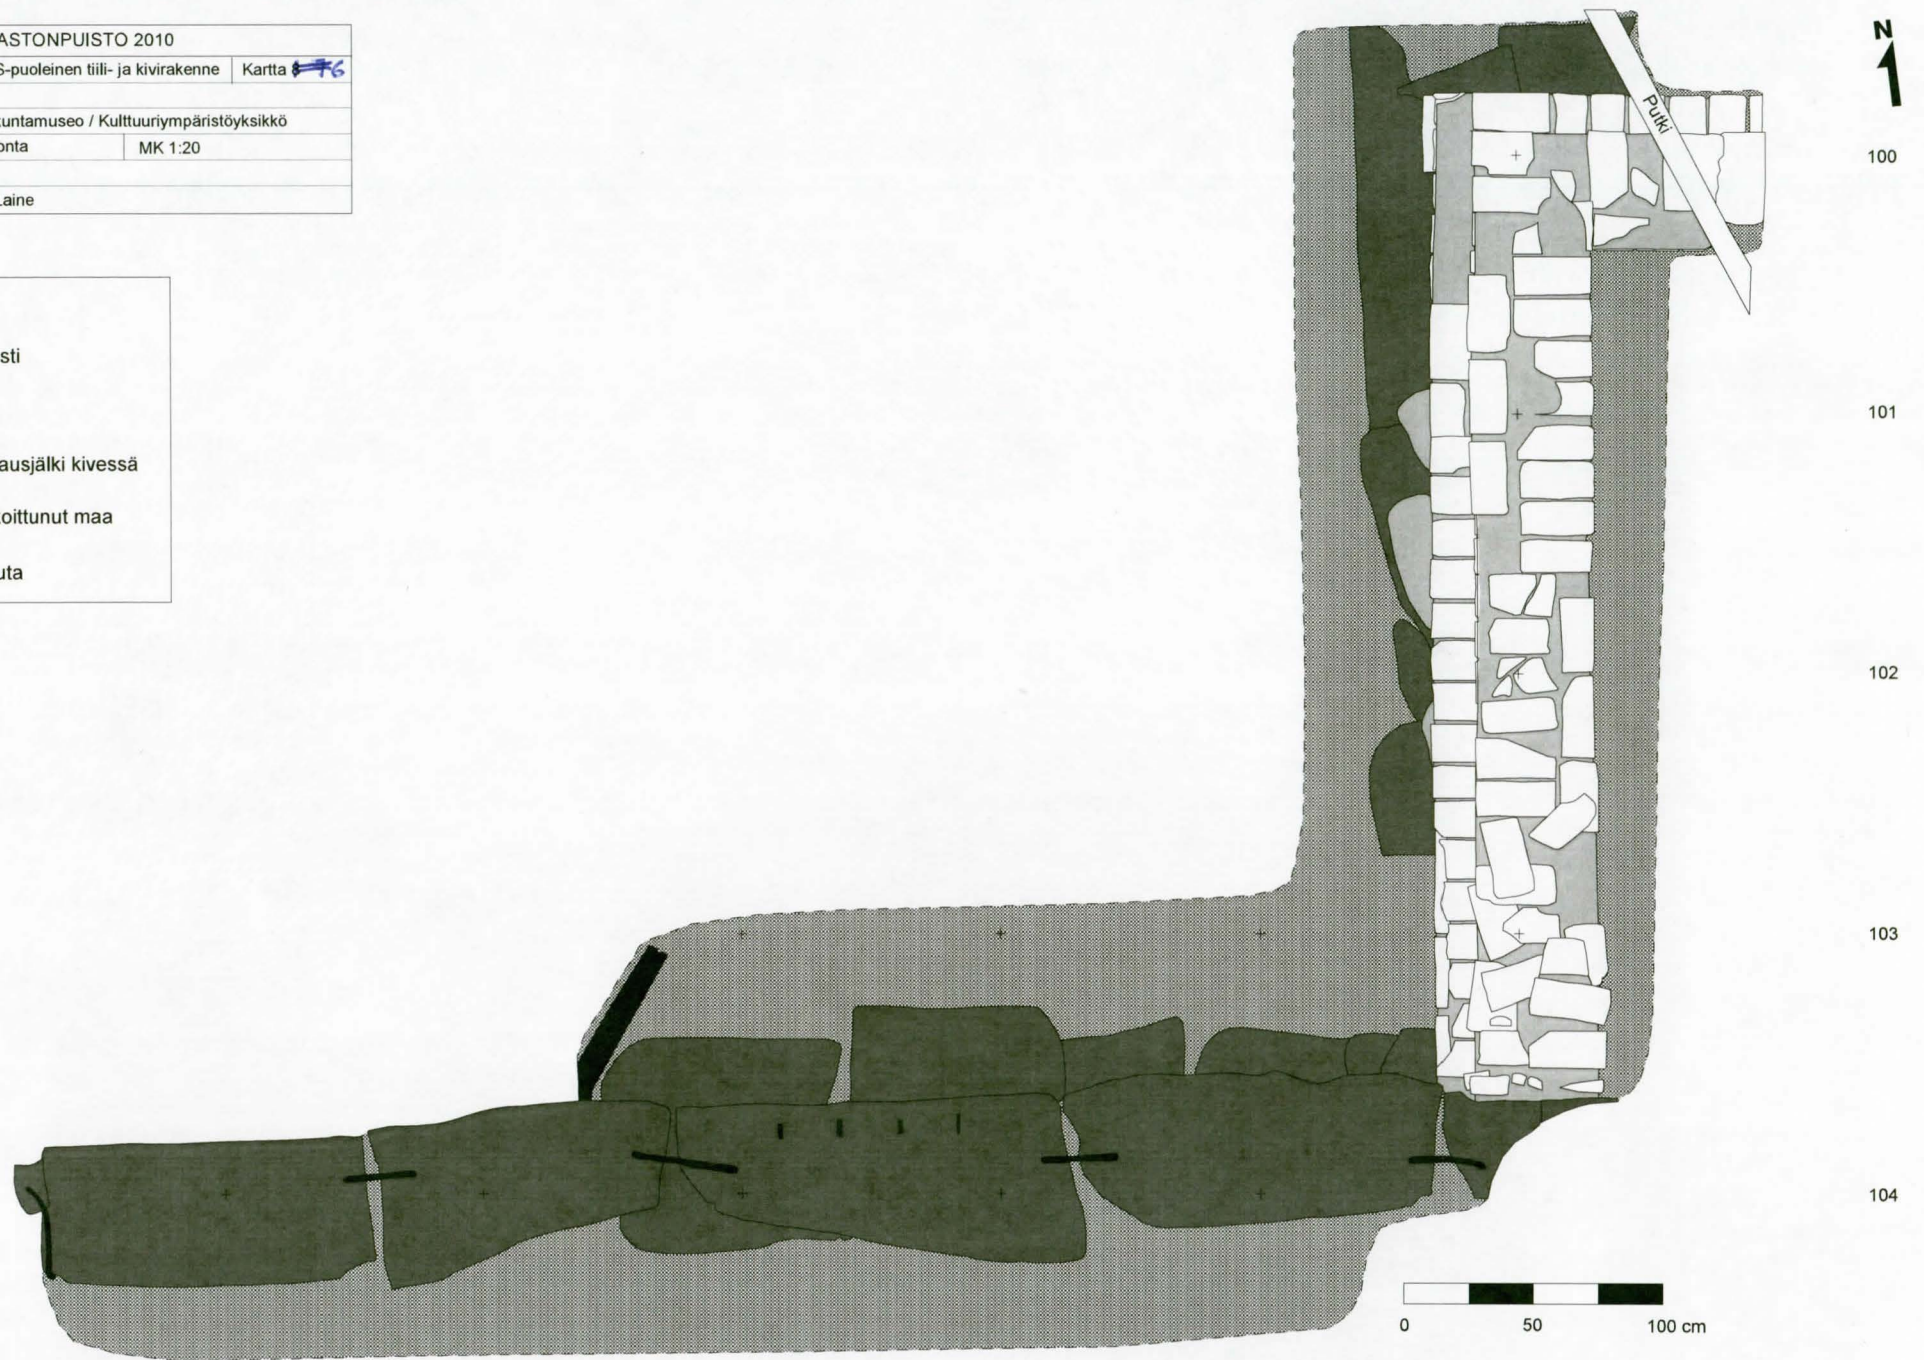 ASTONPUISTO 2010
S-puoleinen tiili- ja kivirakenne Kartta 76
untamuseo / Kulttuuriympäristöyksikkö
onta MK 1:20
Laine
sti
ausjälki kivessä
oittunut maa
uta
N
Putki
100
101
102
103
104
0 50 100 cm